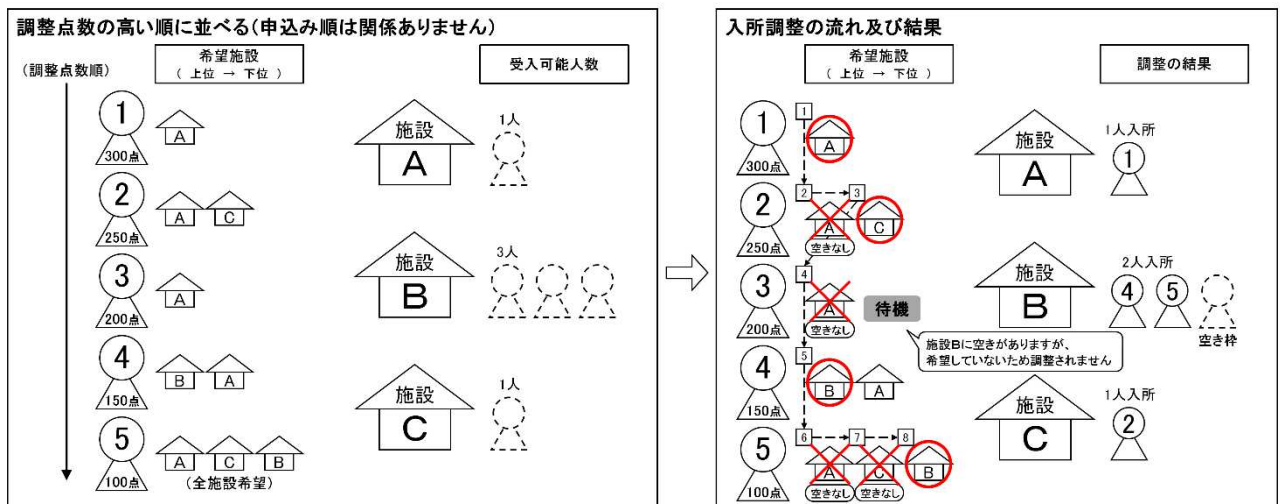 調整点数の高い順に並べる(申込み順は関係ありません)
(調整点数順)
希望施設
( 上位 → 下位 )
受入可能人数
1
300点
A
2
250点
A C
3
200点
A
4
150点
B A
5
100点
A C B
(全施設希望)
施設
A
1人
施設
B
3人
施設
C
1人
入所調整の流れ及び結果
希望施設
( 上位 → 下位 )
調整の結果
1
300点
1
A
2
250点
2 3
A C
空きなし
3
200点
4
A
空きなし
待機
施設Bに空きがありますが、
希望していないため調整されません
4
150点
5
B A
5
100点
6 7 8
A C B
空きなし 空きなし
施設
A
1人入所
1
施設
B
2人入所
4 5
空き枠
施設
C
1人入所
2